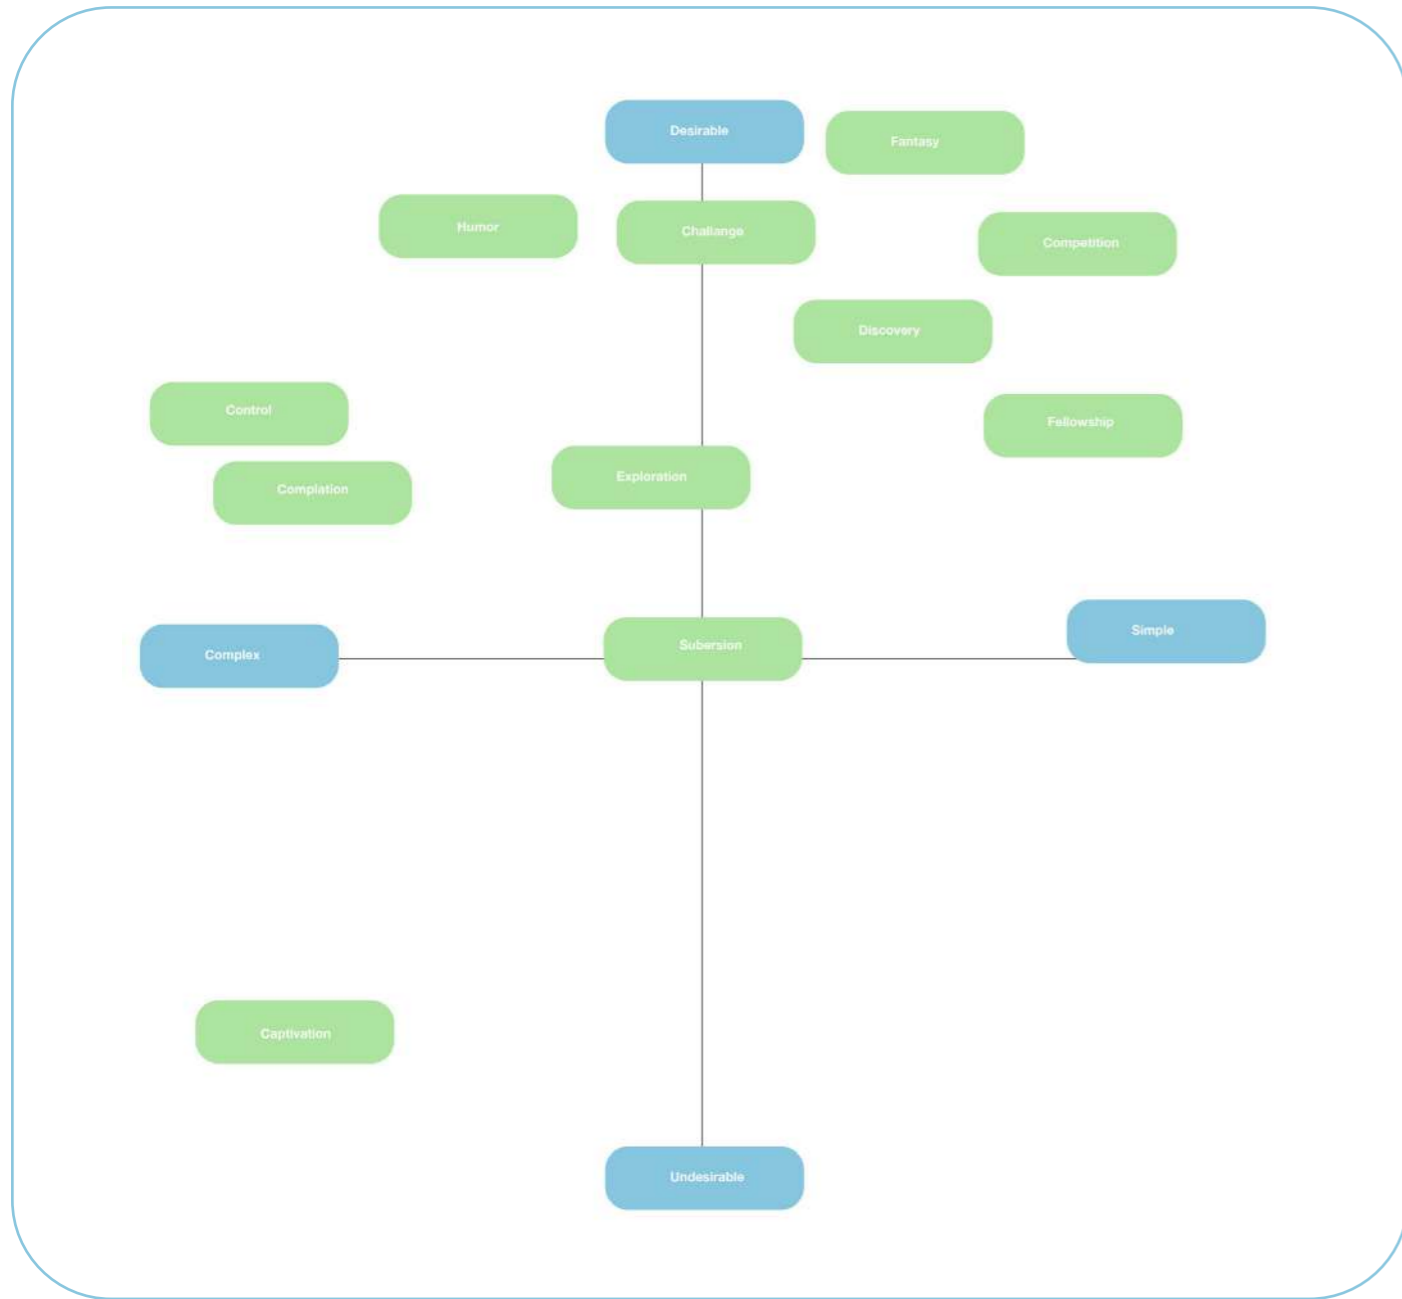 Desirable
Fantasy
Humor
Challange
Competition
Discovery
Control
Fellowship
Exploration
Complation
Simple
Subersion
Complex
Captivation
Undesirable